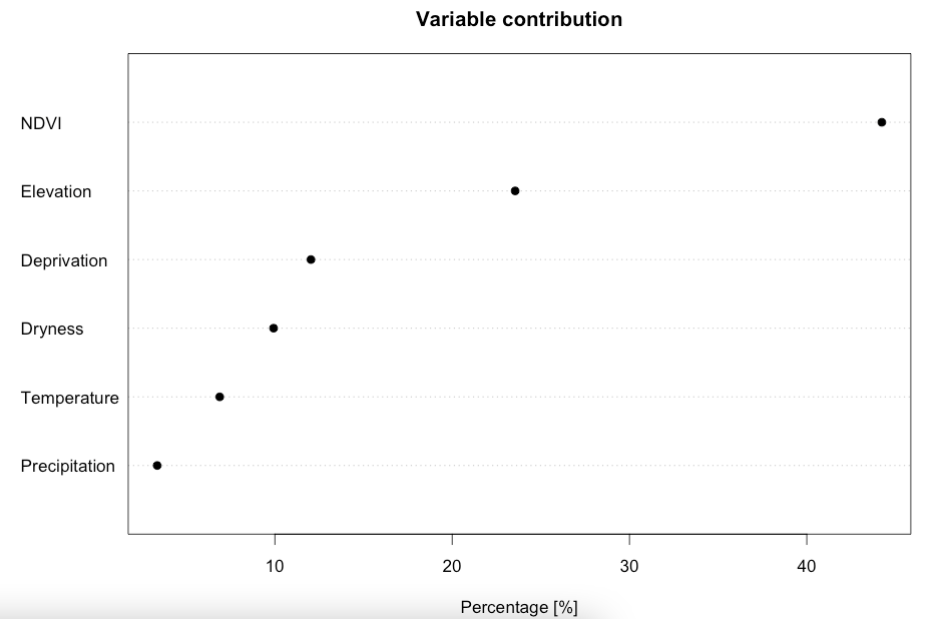 Variable contribution
NDVI
Elevation
Deprivation
Dryness
Temperature
Precipitation
10 20 30 40
Percentage [%]